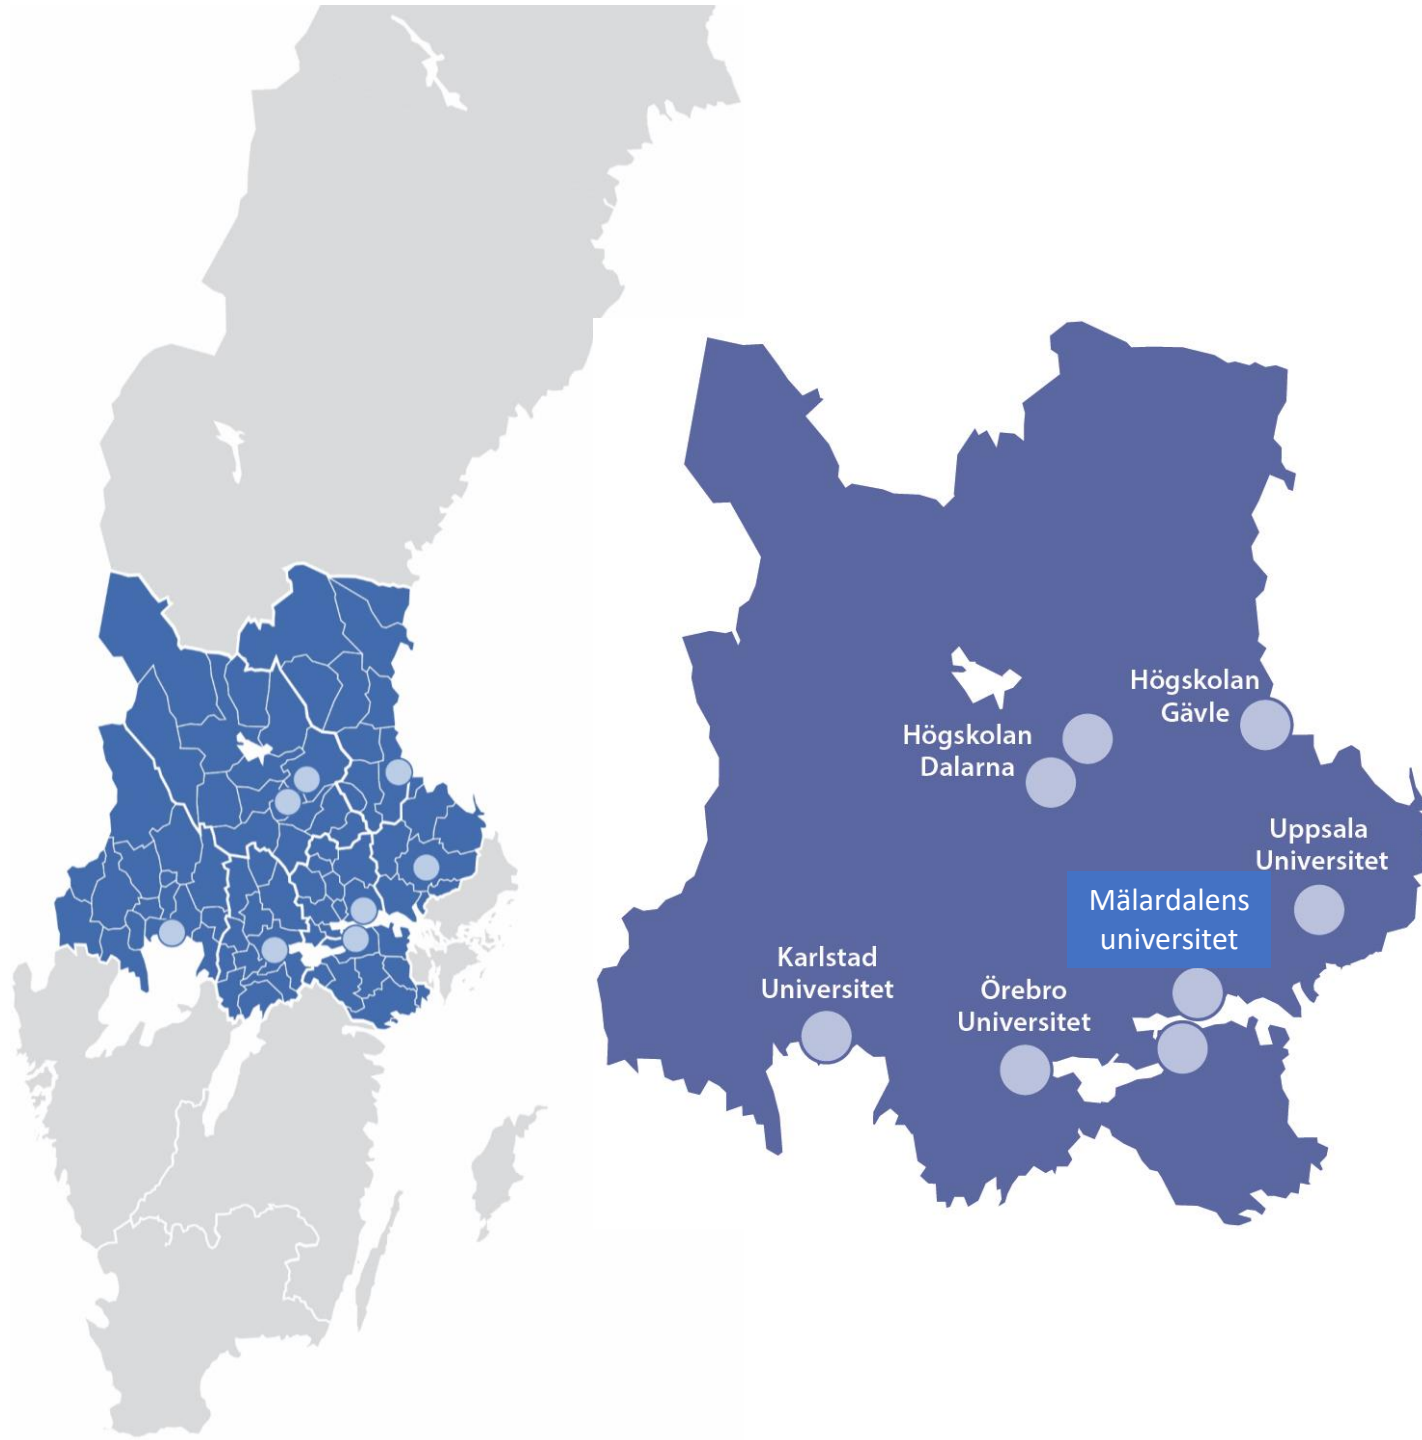 Högskolan
Gävle
Högskolan
Dalarna
Uppsala
Universitet
Mälardalens
universitet
Karlstad
Universitet
Örebro
Universitet